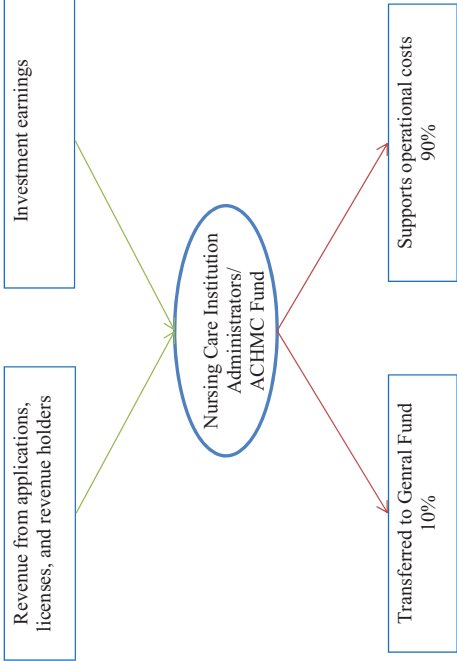 Revenue from applications,
licenses, and revenue holders
Investment earnings
Nursing Care Institution
Administrators/
ACHMC Fund
Transferred to Genral Fund
10%
Supports operational costs
90%